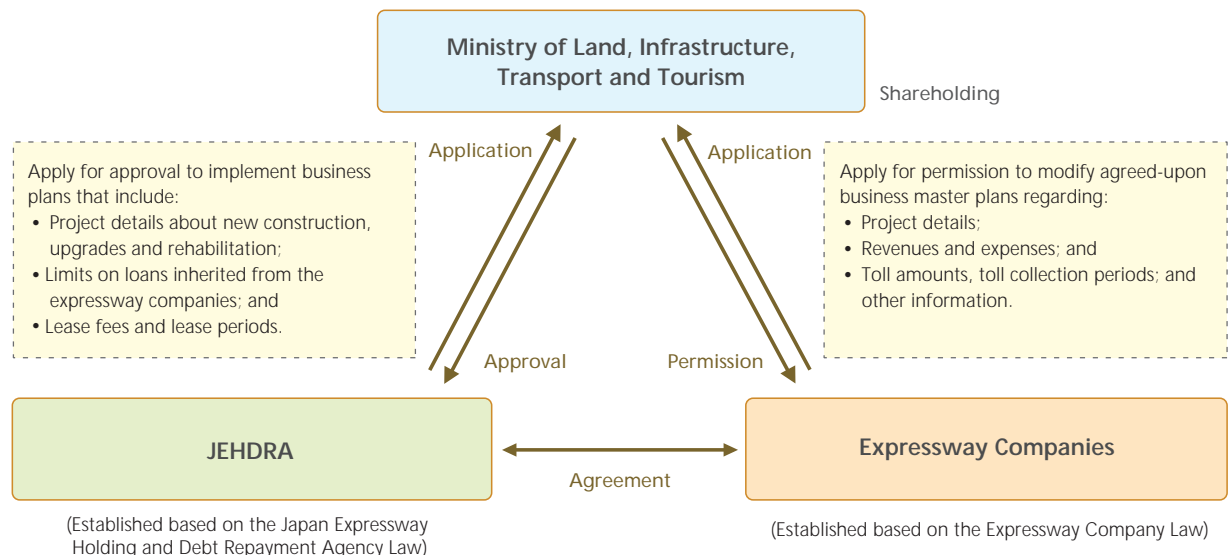 Ministry of Land, Infrastructure,
Transport and Tourism
Shareholding
Application
Application
Apply for approval to implement business
plans that include:
• Project details about new construction,
upgrades and rehabilitation;
• Limits on loans inherited from the
expressway companies; and
• Lease fees and lease periods.
Apply for permission to modify agreed-upon
business master plans regarding:
• Project details;
• Revenues and expenses; and
• Toll amounts, toll collection periods; and
other information.
Approval
Permission
JEHDRA
Expressway Companies
Agreement
(Established based on the Japan Expressway
Holding and Debt Repayment Agency Law)
(Established based on the Expressway Company Law)